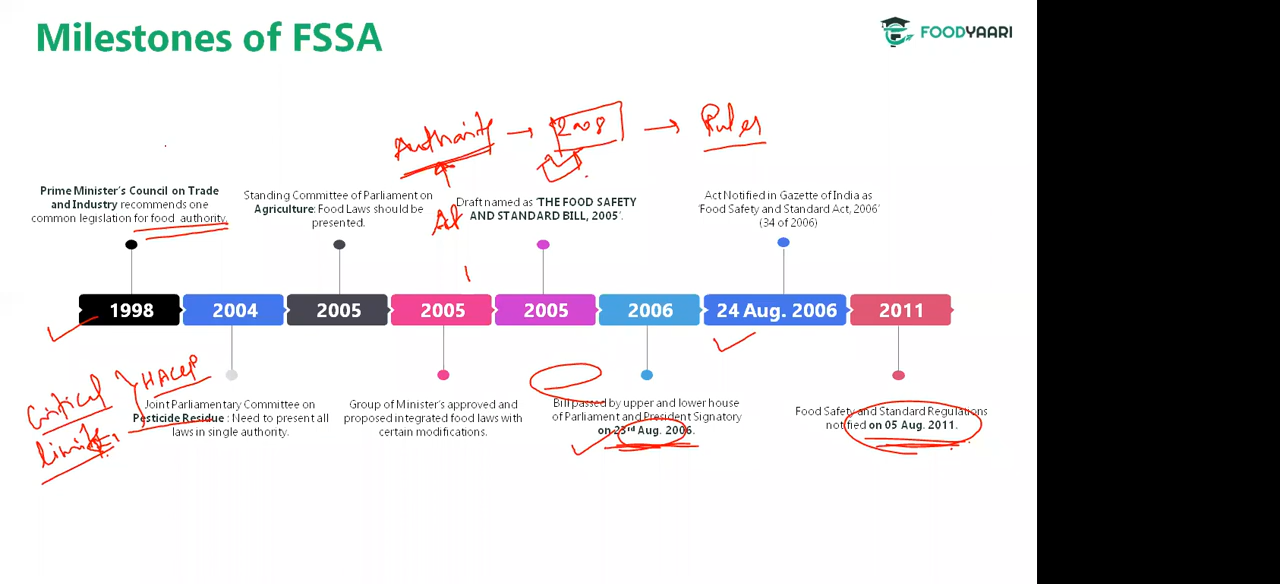 Milestones of FSSA
FOODYAARI
Authority → 2008 → Rules
Prime Minister's Council on Trade
and Industry recommends one
common legislation for food authority.
Standing Committee of Parliament on
Agriculture: Food Laws should be
presented.
Act
Draft named as 'THE FOOD SAFETY
AND STANDARD BILL, 2005'.
Act Notified in Gazette of India as
'Food Safety and Standard Act, 2006'
(34 of 2006)
1998
2004
2005
2005
2005
2006
24 Aug. 2006
2011
Critical
limits
HACCP
Joint Parliamentary Committee on
Pesticide Residue : Need to present all
laws in single authority.
Group of Minister's approved and
proposed integrated food laws with
certain modifications.
Bill passed by upper and lower house
of Parliament and President Signatory
on 23rd Aug. 2006.
Food Safety and Standard Regulations
notified on 05 Aug. 2011.